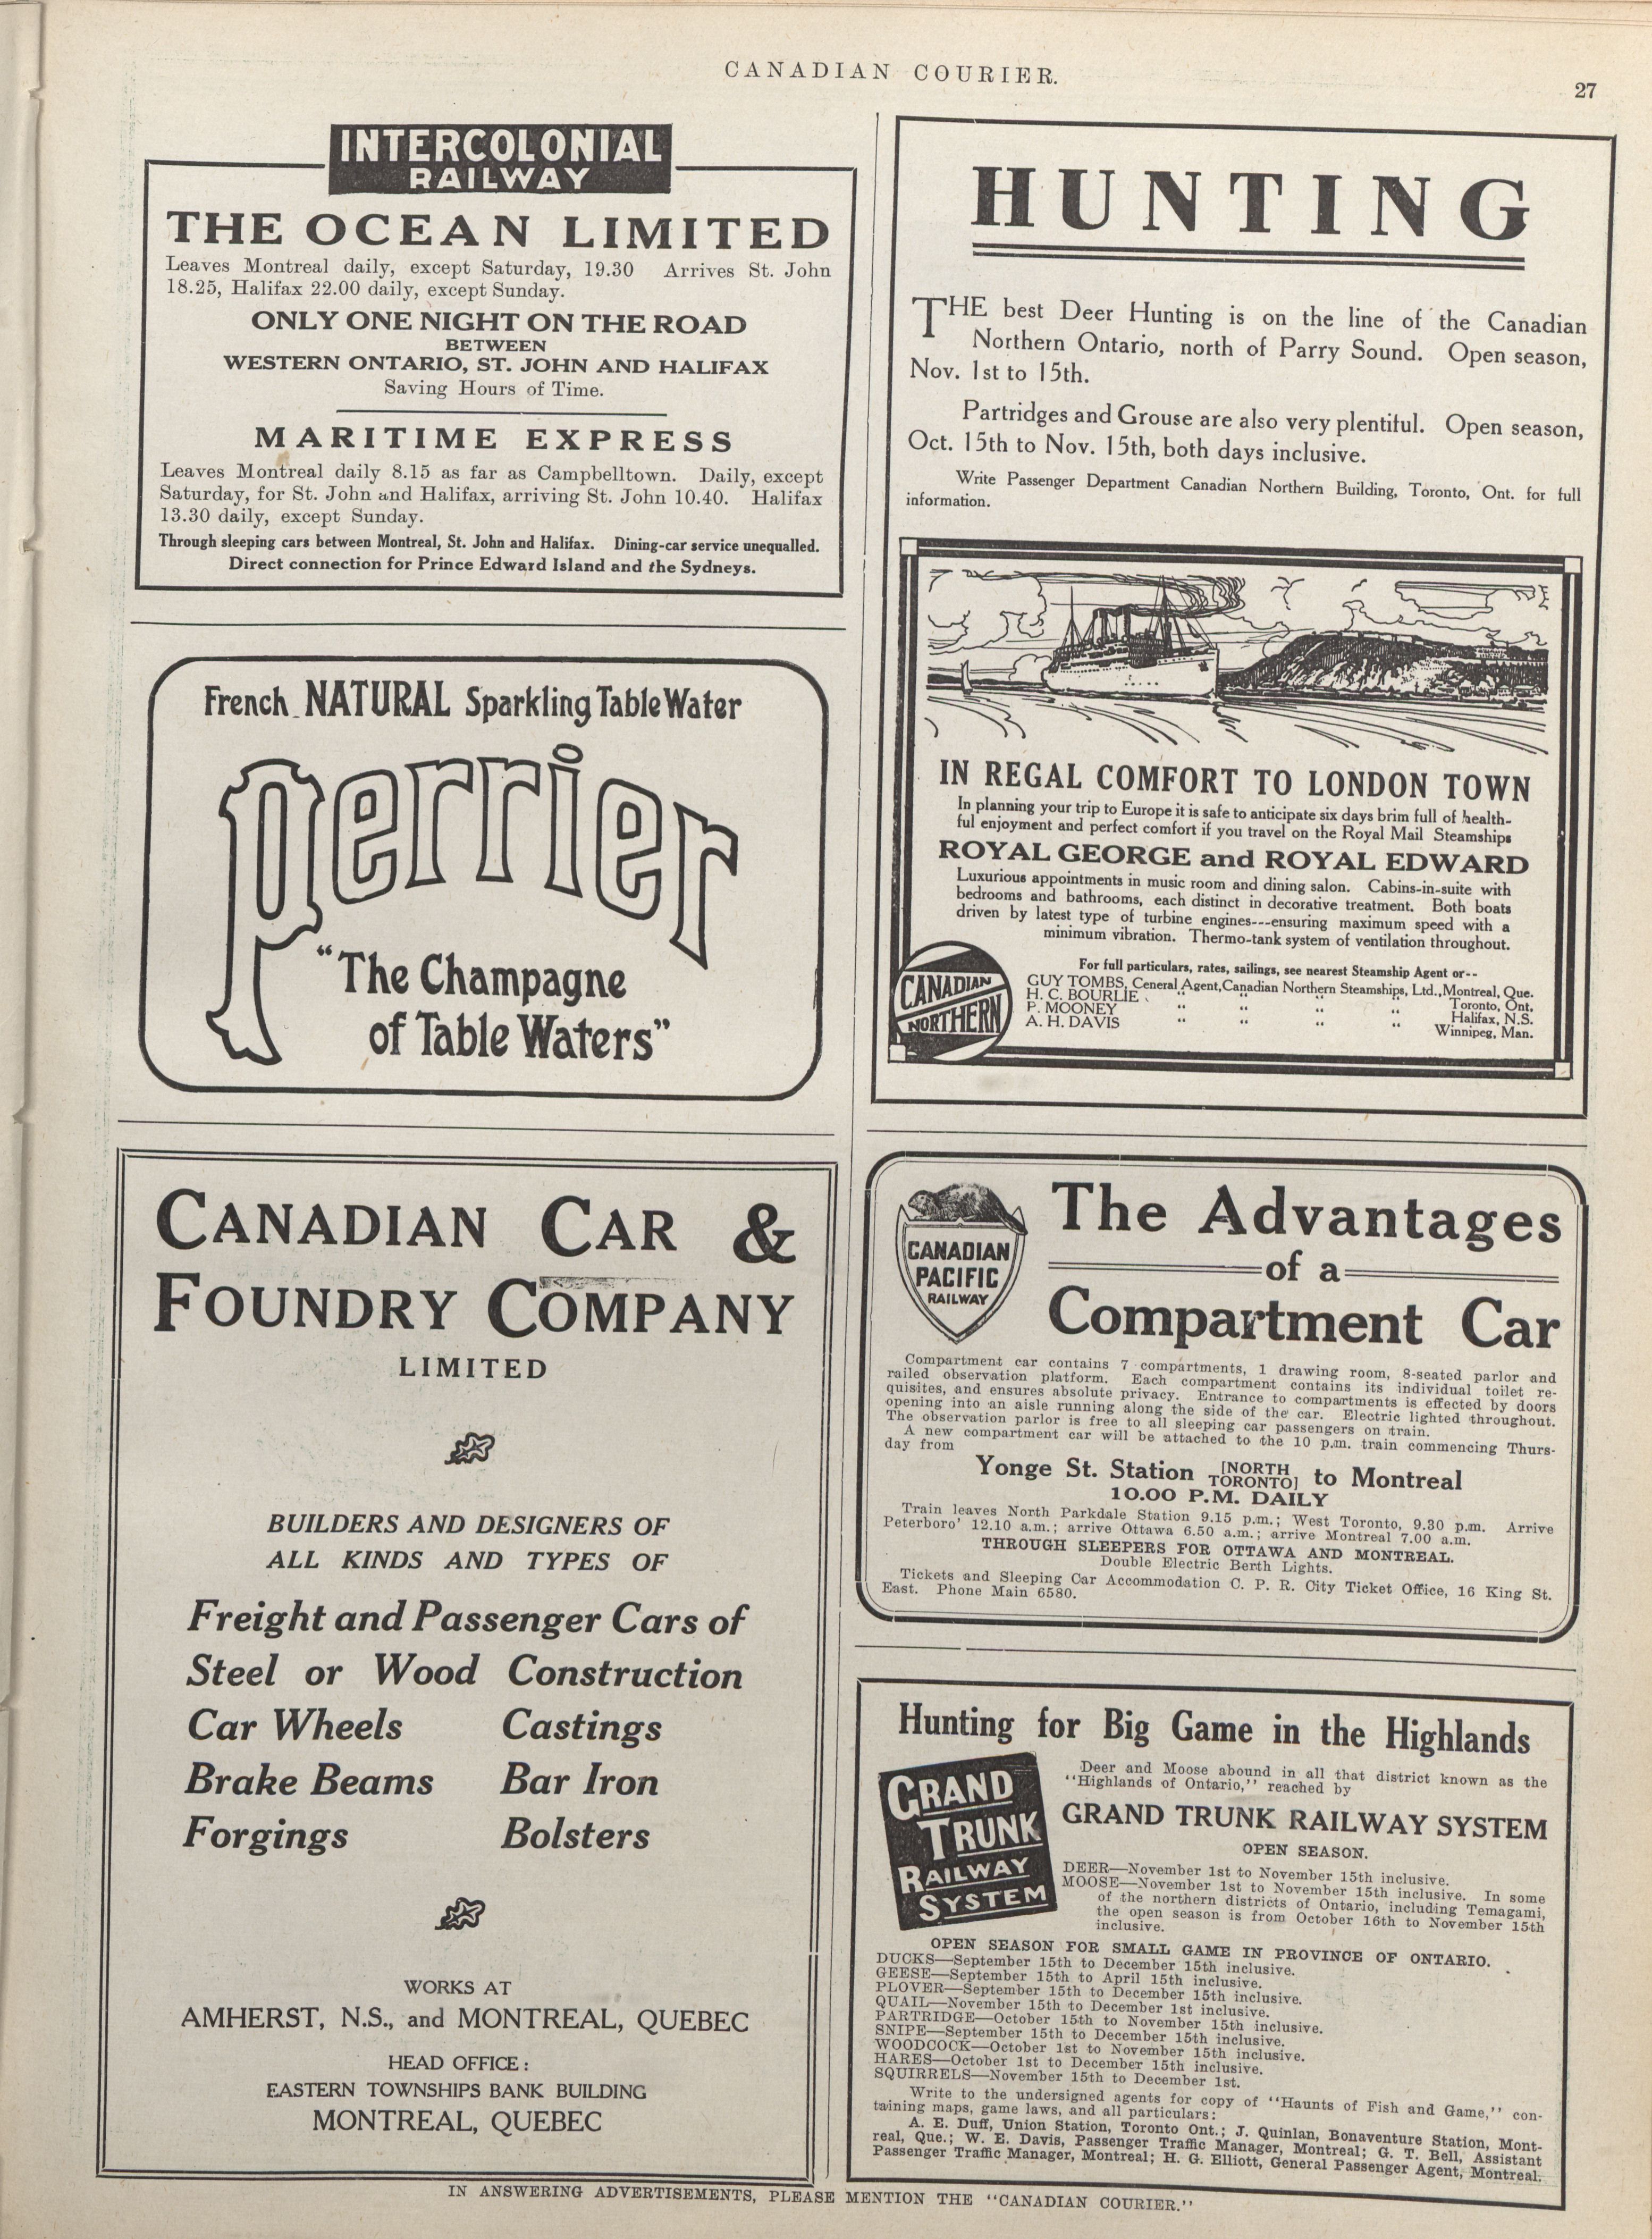 CANADIAN COURIER.
27
INTERCOLONIAL
RAILWAY
THE OCEAN LIMITED
Leaves Montreal daily, except Saturday, 19.30 Arrives St. John
18.25, Halifax 22.00 daily, except Sunday.
ONLY ONE NIGHT ON THE ROAD
BETWEEN
WESTERN ONTARIO, ST. JOHN AND HALIFAX
Saving Hours of Time.
MARITIME EXPRESS
Leaves Montreal daily 8.15 as far as Campbelltown. Daily, except
Saturday, for St. John and Halifax, arriving St. John 10.40. Halifax
13.30 daily, except Sunday.
Through sleeping cars between Montreal, St. John and Halifax. Dining-car service unequalled.
Direct connection for Prince Edward Island and the Sydneys.
French NATURAL Sparkling Table Water
perrier
"The Champagne
of Table Waters"
CANADIAN CAR &
FOUNDRY COMPANY
LIMITED
BUILDERS AND DESIGNERS OF
ALL KINDS AND TYPES OF
Freight and Passenger Cars of
Steel or Wood Construction
Car Wheels Castings
Brake Beams Bar Iron
Forgings Bolsters
WORKS AT
AMHERST, N.S., and MONTREAL, QUEBEC
HEAD OFFICE:
EASTERN TOWNSHIPS BANK BUILDING
MONTREAL, QUEBEC
HUNTING
THE best Deer Hunting is on the line of the Canadian
Northern Ontario, north of Parry Sound. Open season,
Nov. 1st to 15th.
Partridges and Grouse are also very plentiful. Open season,
Oct. 15th to Nov. 15th, both days inclusive.
Write Passenger Department Canadian Northern Building, Toronto, Ont. for full
information.
IN REGAL COMFORT TO LONDON TOWN
In planning your trip to Europe it is safe to anticipate six days brim full of health-
ful enjoyment and perfect comfort if you travel on the Royal Mail Steamships
ROYAL GEORGE and ROYAL EDWARD
Luxurious appointments in music room and dining salon. Cabins-in-suite with
bedrooms and bathrooms, each distinct in decorative treatment. Both boats
driven by latest type of turbine engines---ensuring maximum speed with a
minimum vibration. Thermo-tank system of ventilation throughout.
For full particulars, rates, sailings, see nearest Steamship Agent or--
CANADIAN
NORTHERN
GUY TOMBS, General Agent, Canadian Northern Steamships, Ltd., Montreal, Que.
H. C. BOURLIE " " " " Toronto, Ont.
P. MOONEY " " " " Halifax, N.S.
A. H. DAVIS " " " " Winnipeg, Man.
CANADIAN
PACIFIC
RAILWAY
The Advantages
of a
Compartment Car
Compartment car contains 7 compartments, 1 drawing room, 8-seated parlor and
railed observation platform. Each compartment contains its individual toilet re-
quisites, and ensures absolute privacy. Entrance to compartments is effected by doors
opening into an aisle running along the side of the car. Electric lighted throughout.
The observation parlor is free to all sleeping car passengers on train.
A new compartment car will be attached to the 10 p.m. train commencing Thurs-
day from
Yonge St. Station [NORTH TORONTO] to Montreal
10.00 P.M. DAILY
Train leaves North Parkdale Station 9.15 p.m.; West Toronto, 9.30 p.m. Arrive
Peterboro' 12.10 a.m.; arrive Ottawa 6.50 a.m.; arrive Montreal 7.00 a.m.
THROUGH SLEEPERS FOR OTTAWA AND MONTREAL.
Double Electric Berth Lights.
Tickets and Sleeping Car Accommodation C. P. R. City Ticket Office, 16 King St.
East. Phone Main 6580.
Hunting for Big Game in the Highlands
GRAND
TRUNK
RAILWAY
SYSTEM
Deer and Moose abound in all that district known as the
"Highlands of Ontario," reached by
GRAND TRUNK RAILWAY SYSTEM
OPEN SEASON.
DEER—November 1st to November 15th inclusive.
MOOSE—November 1st to November 15th inclusive. In some
of the northern districts of Ontario, including Temagami,
the open season is from October 16th to November 15th
inclusive.
OPEN SEASON FOR SMALL GAME IN PROVINCE OF ONTARIO.
DUCKS—September 15th to December 15th inclusive.
GEESE—September 15th to April 15th inclusive.
PLOVER—September 15th to December 15th inclusive.
QUAIL—November 15th to December 1st inclusive.
PARTRIDGE—October 15th to November 15th inclusive.
SNIPE—September 15th to December 15th inclusive.
WOODCOCK—October 1st to November 15th inclusive.
HARES—October 1st to December 15th inclusive.
SQUIRRELS—November 15th to December 1st.
Write to the undersigned agents for copy of "Haunts of Fish and Game," con-
taining maps, game laws, and all particulars:
A. E. Duff, Union Station, Toronto Ont.; J. Quinlan, Bonaventure Station, Mont-
real, Que.; W. E. Davis, Passenger Traffic Manager, Montreal; G. T. Bell, Assistant
Passenger Traffic Manager, Montreal; H. G. Elliott, General Passenger Agent, Montreal.
IN ANSWERING ADVERTISEMENTS, PLEASE MENTION THE "CANADIAN COURIER."